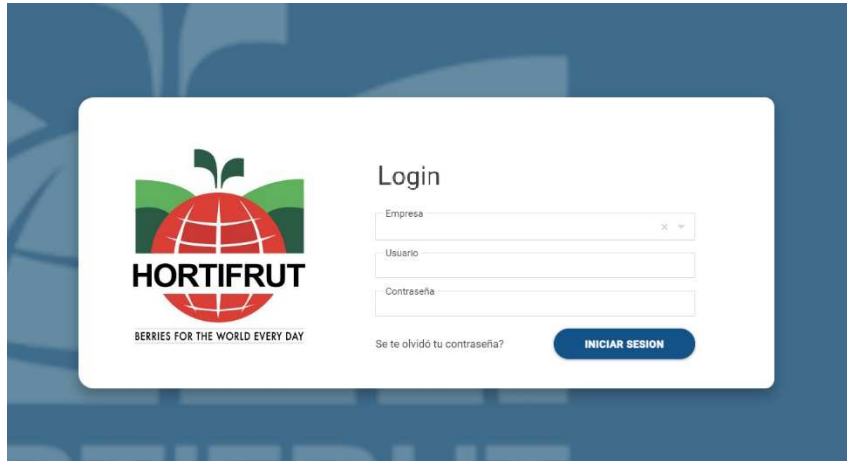 HORTIFRUT
BERRIES FOR THE WORLD EVERY DAY
Login
Empresa
Usuario
Contraseña
Se te olvidó tu contraseña?
INICIAR SESION